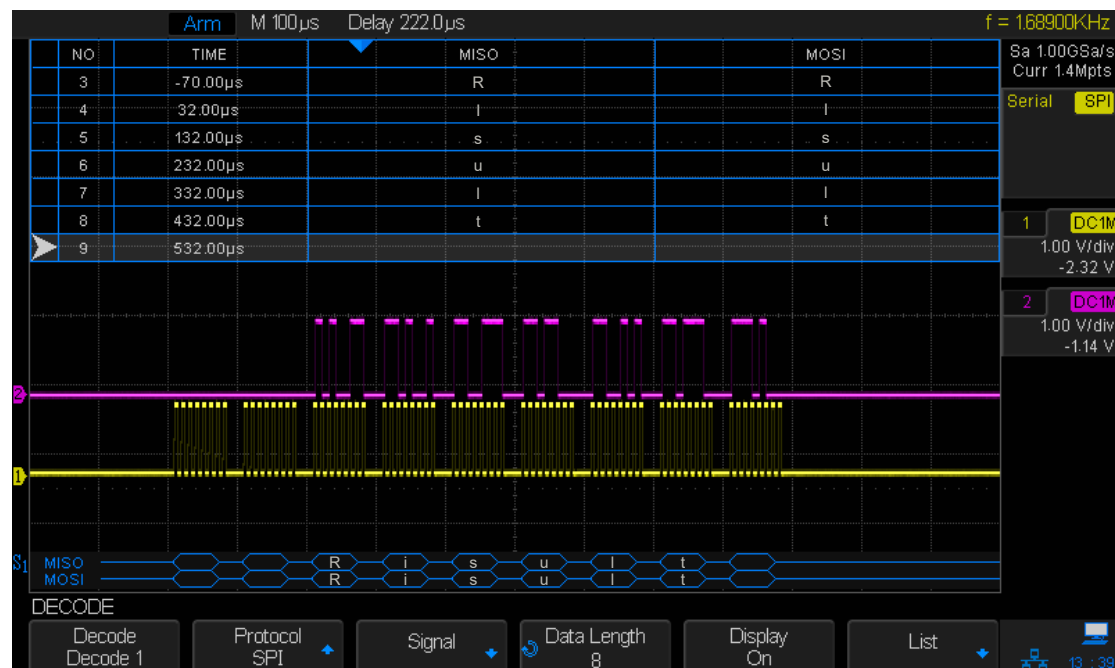 Arm M 100µs Delay 222.0µs f = 1.68900KHz
NO TIME MISO MOSI
3 -70.00µs R R
4 32.00µs i i
5 132.00µs s s
6 232.00µs u u
7 332.00µs l l
8 432.00µs t t
9 532.00µs
Sa 1.00GSa/s
Curr 1.4Mpts
Serial SPI
1 DC1M
1.00 V/div
-2.32 V
2 DC1M
1.00 V/div
-1.14 V
2
1
S1 MISO R i s u l t
MOSI R i s u l t
DECODE
Decode Protocol Signal Data Length Display List
Decode 1 SPI 8 On
13:39